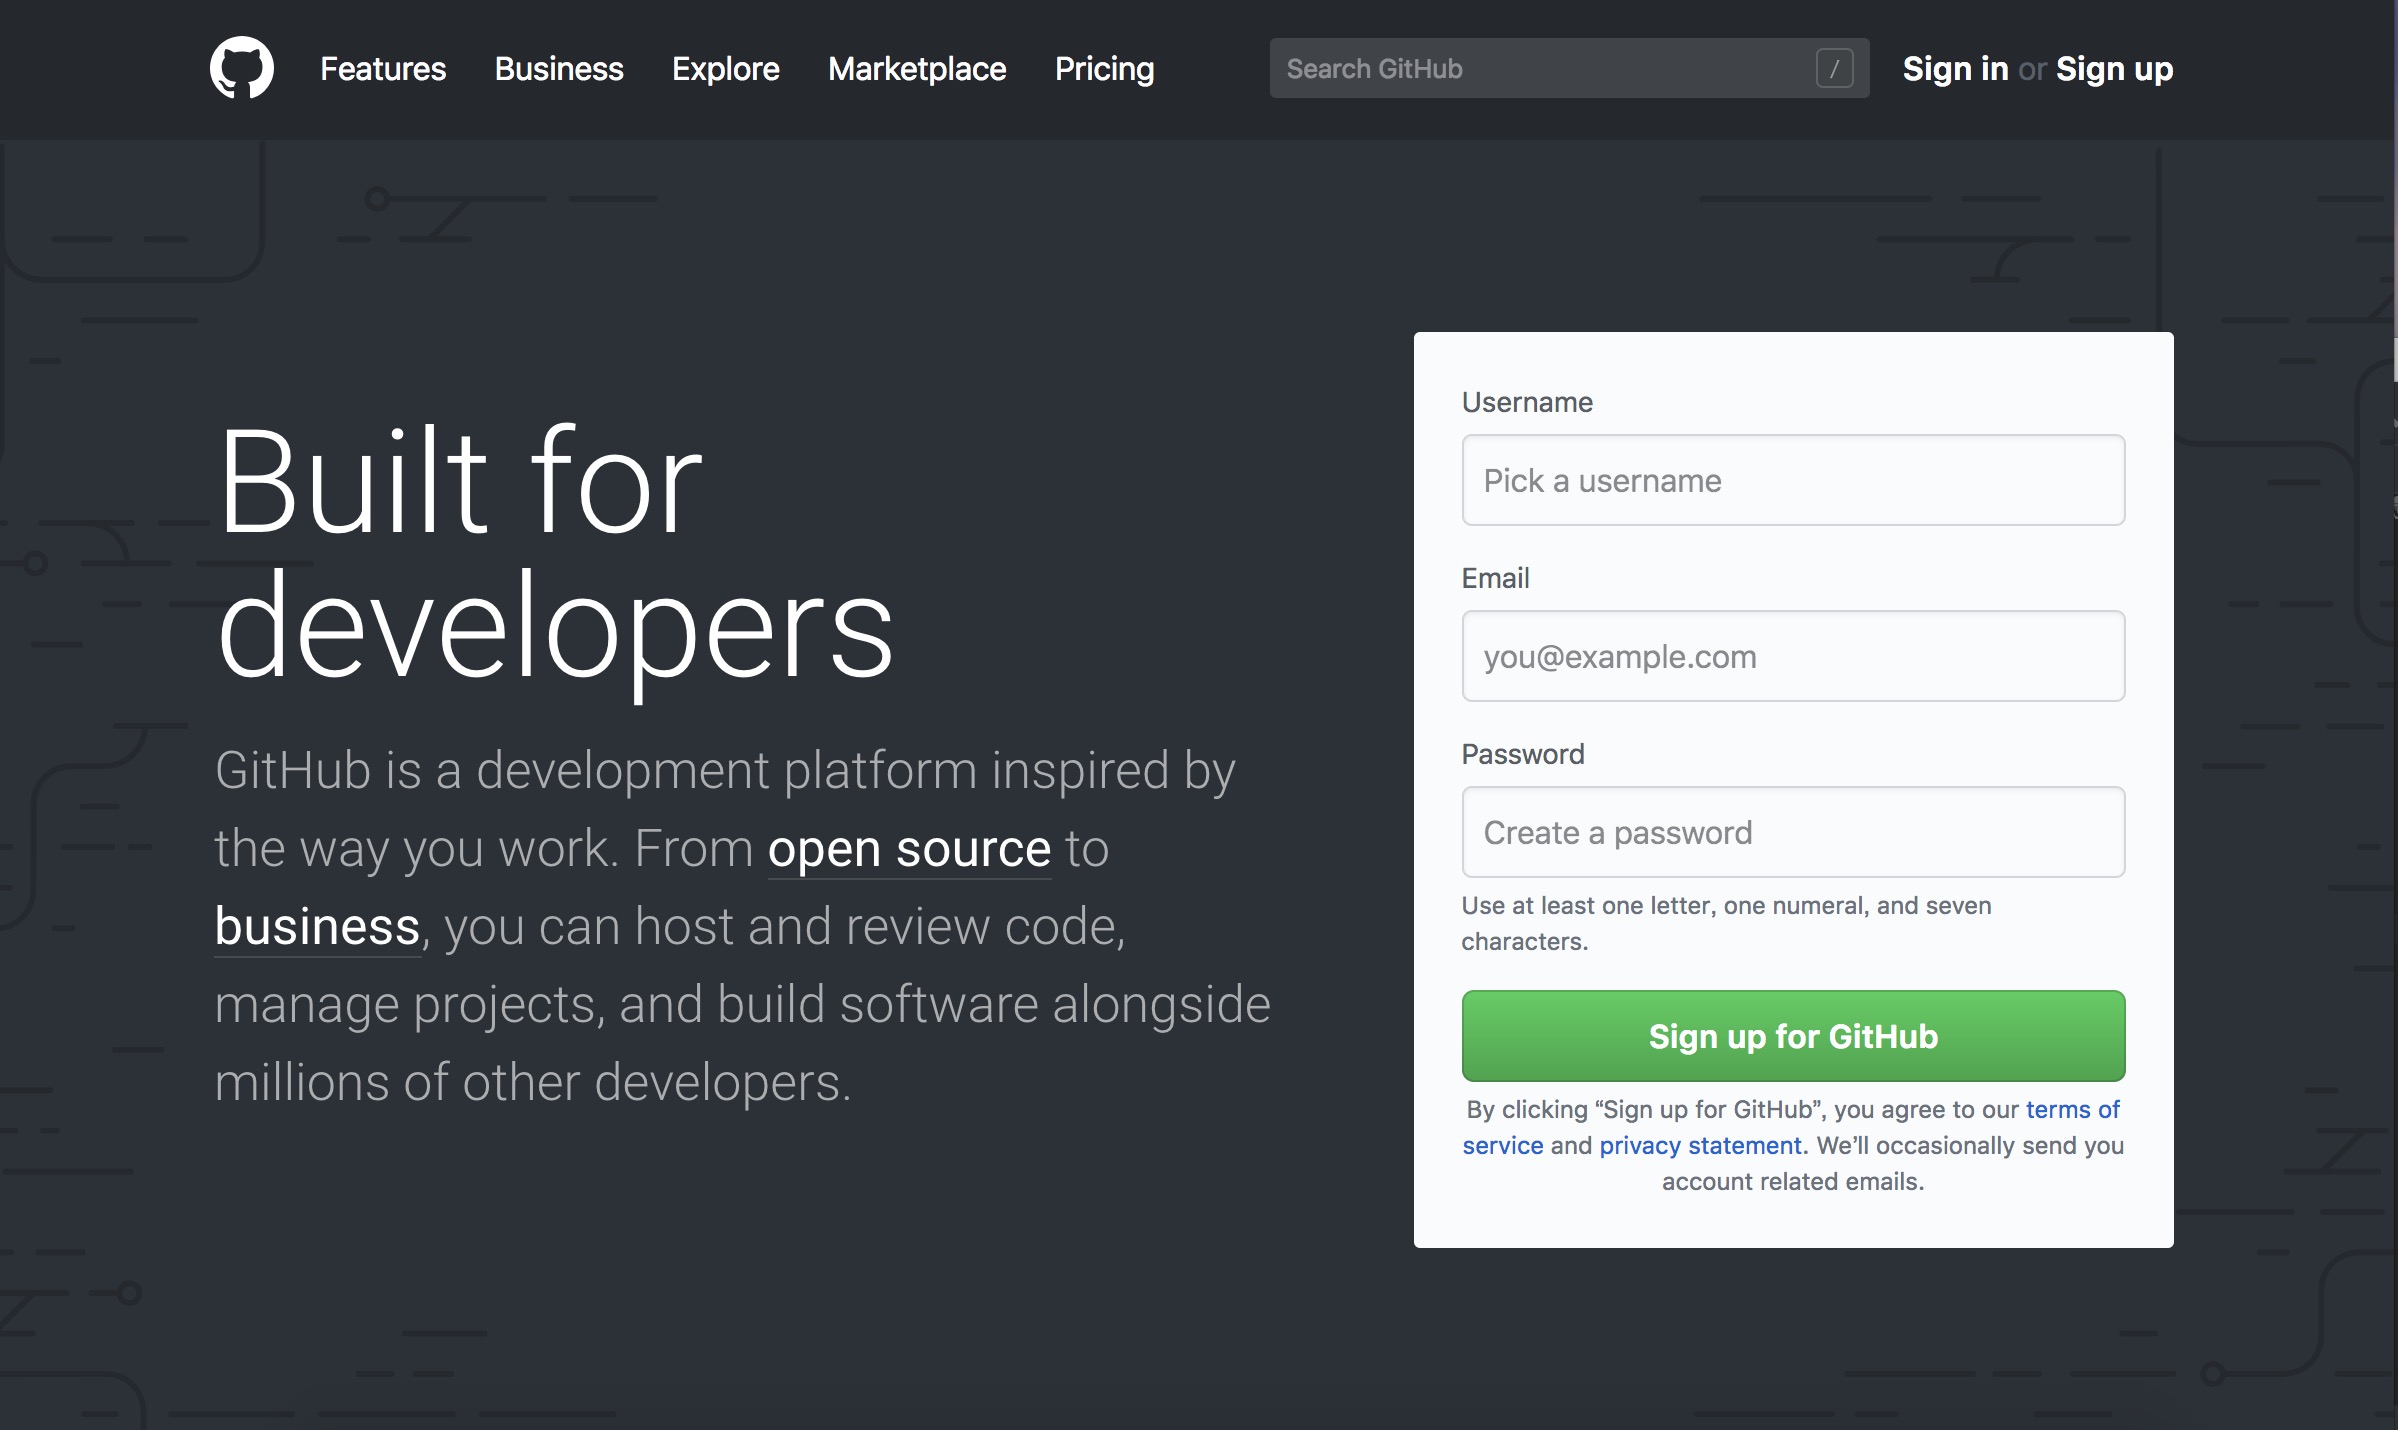 Features Business Explore Marketplace Pricing Search GitHub / Sign in or Sign up
Built for
developers
GitHub is a development platform inspired by
the way you work. From open source to
business, you can host and review code,
manage projects, and build software alongside
millions of other developers.
Username
Pick a username
Email
you@example.com
Password
Create a password
Use at least one letter, one numeral, and seven
characters.
Sign up for GitHub
By clicking “Sign up for GitHub”, you agree to our terms of
service and privacy statement. We’ll occasionally send you
account related emails.